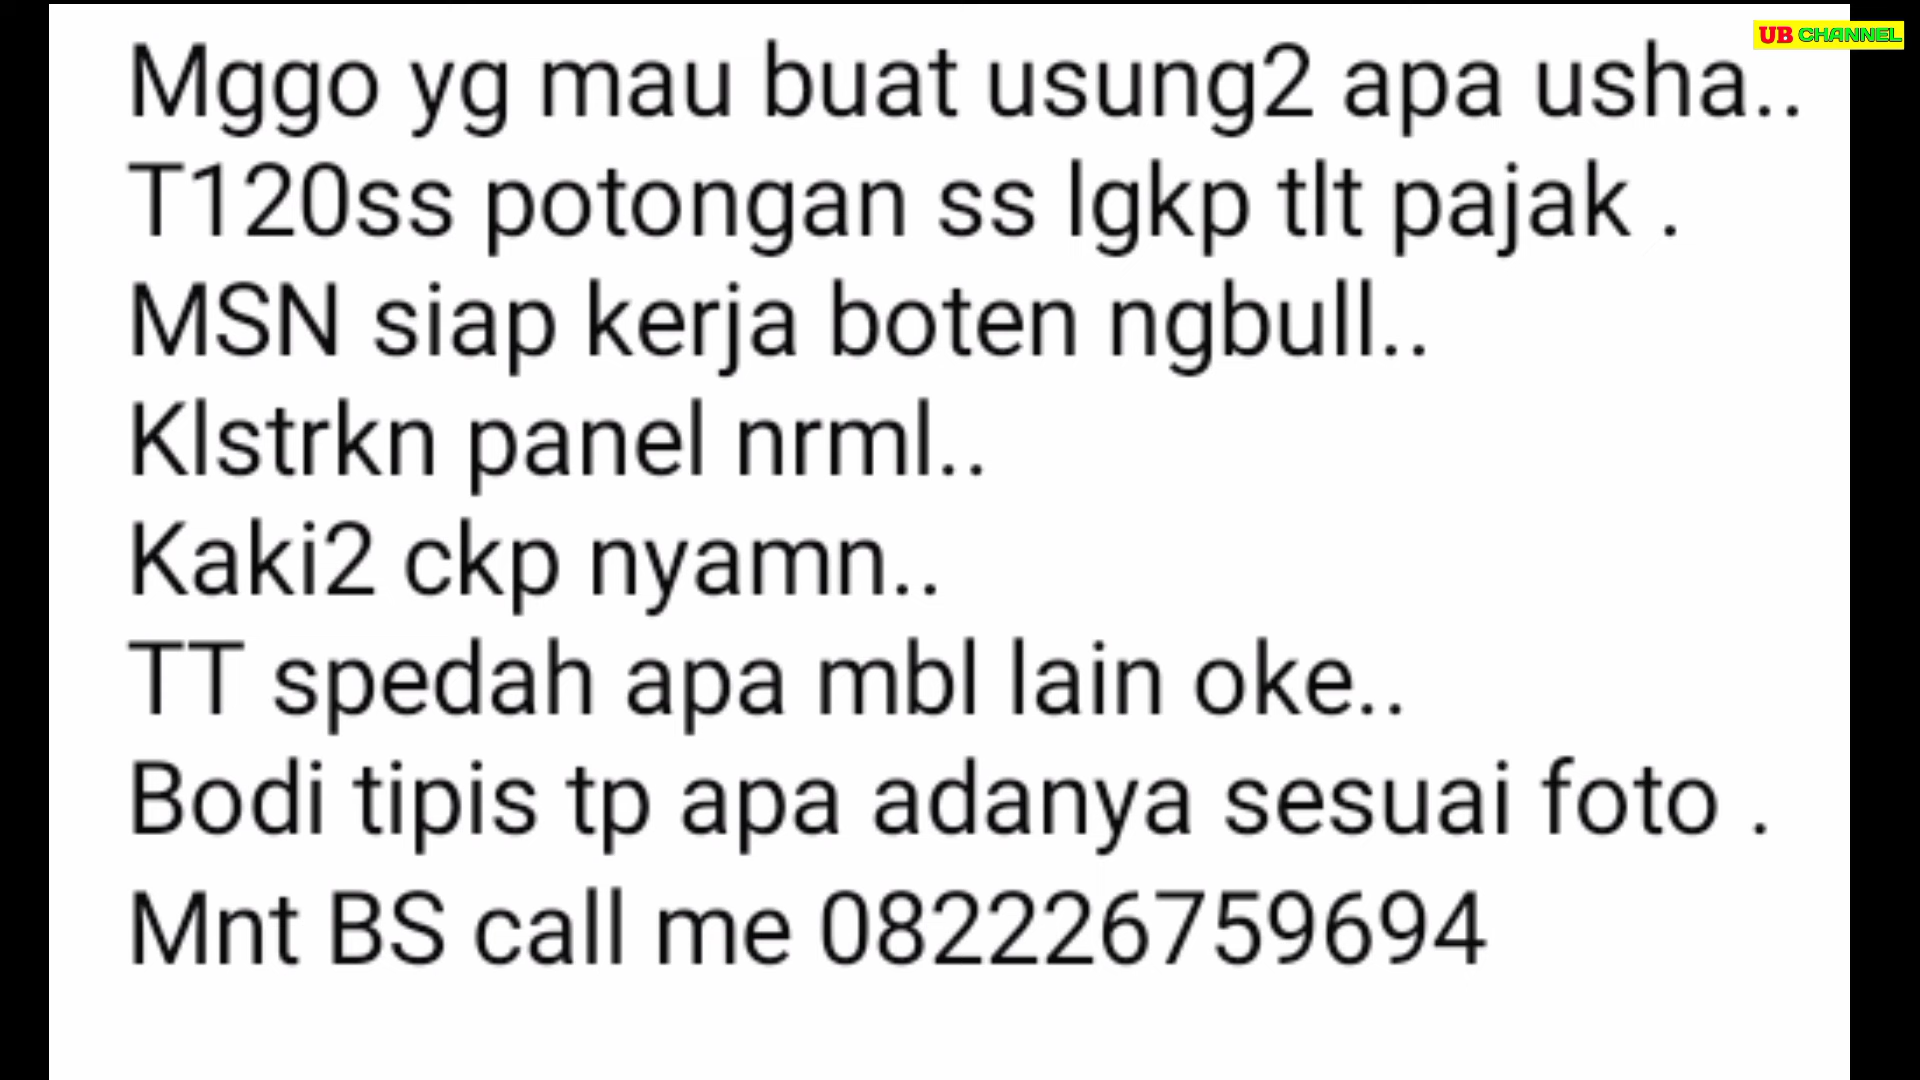 UB CHANNEL
Mggo yg mau buat usung2 apa usha..
T120ss potongan ss lgkp tlt pajak .
MSN siap kerja boten ngbull..
Klstrkn panel nrml..
Kaki2 ckp nyamn..
TT spedah apa mbl lain oke..
Bodi tipis tp apa adanya sesuai foto .
Mnt BS call me 082226759694